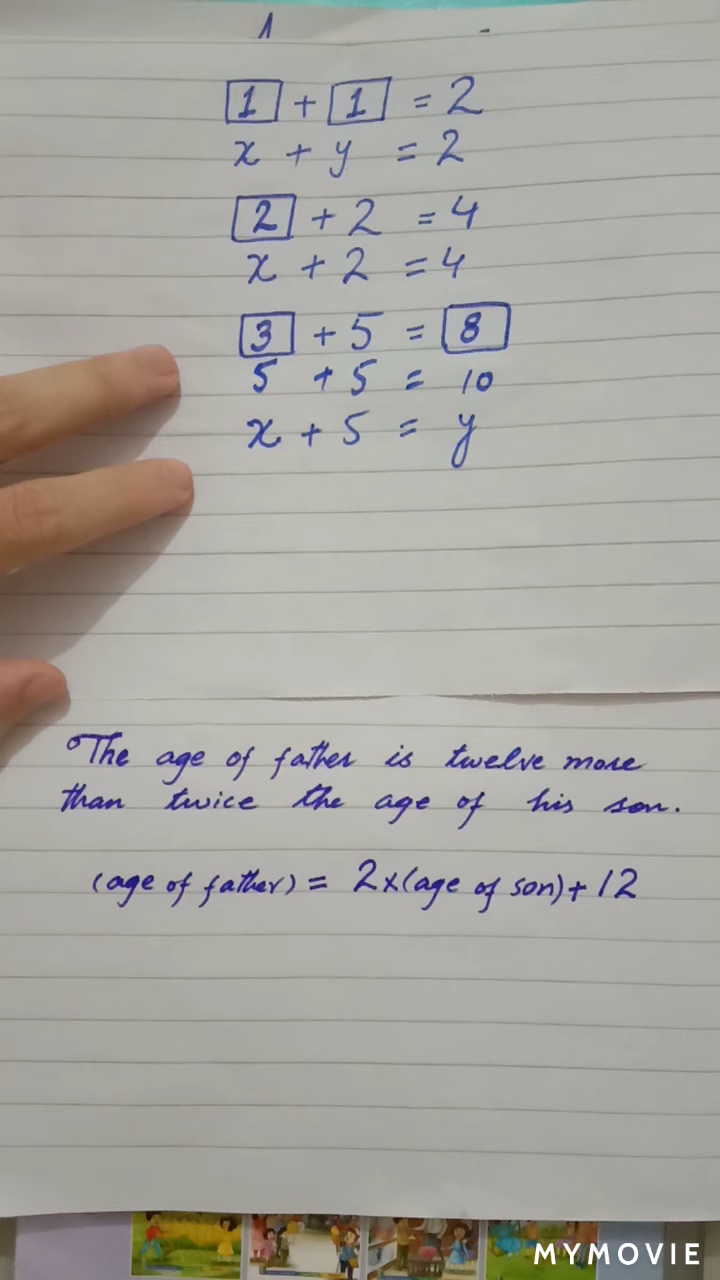 1 + 1 = 2
x + y = 2
2 + 2 = 4
x + 2 = 4
3 + 5 = 8
5 + 5 = 10
x + 5 = y
The age of father is twelve more
than twice the age of his son.
(age of father) = 2×(age of son) + 12
MYMOVIE